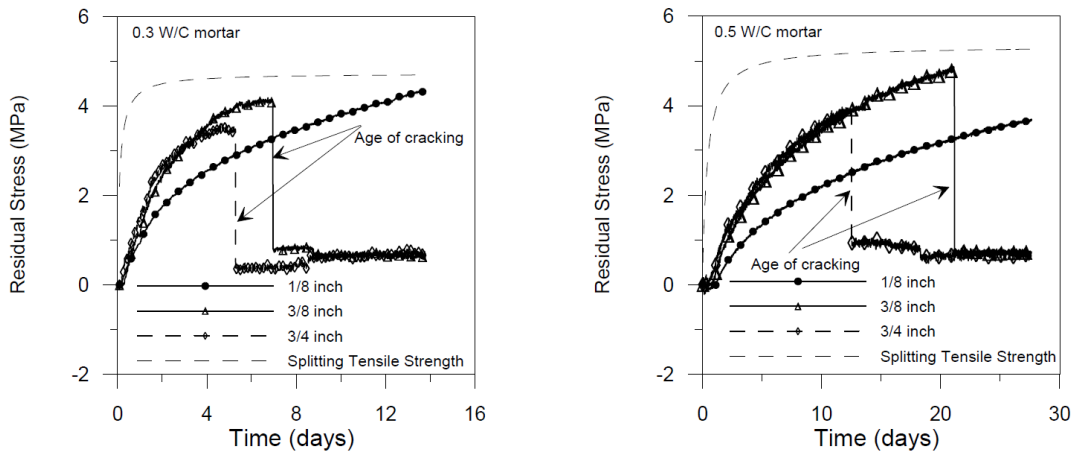 0.3 W/C mortar
Residual Stress (MPa)
6
4
2
0
-2
Age of cracking
1/8 inch
3/8 inch
3/4 inch
Splitting Tensile Strength
0 4 8 12 16
Time (days)
0.5 W/C mortar
Residual Stress (MPa)
6
4
2
0
-2
Age of cracking
1/8 inch
3/8 inch
3/4 inch
Splitting Tensile Strength
0 10 20 30
Time (days)